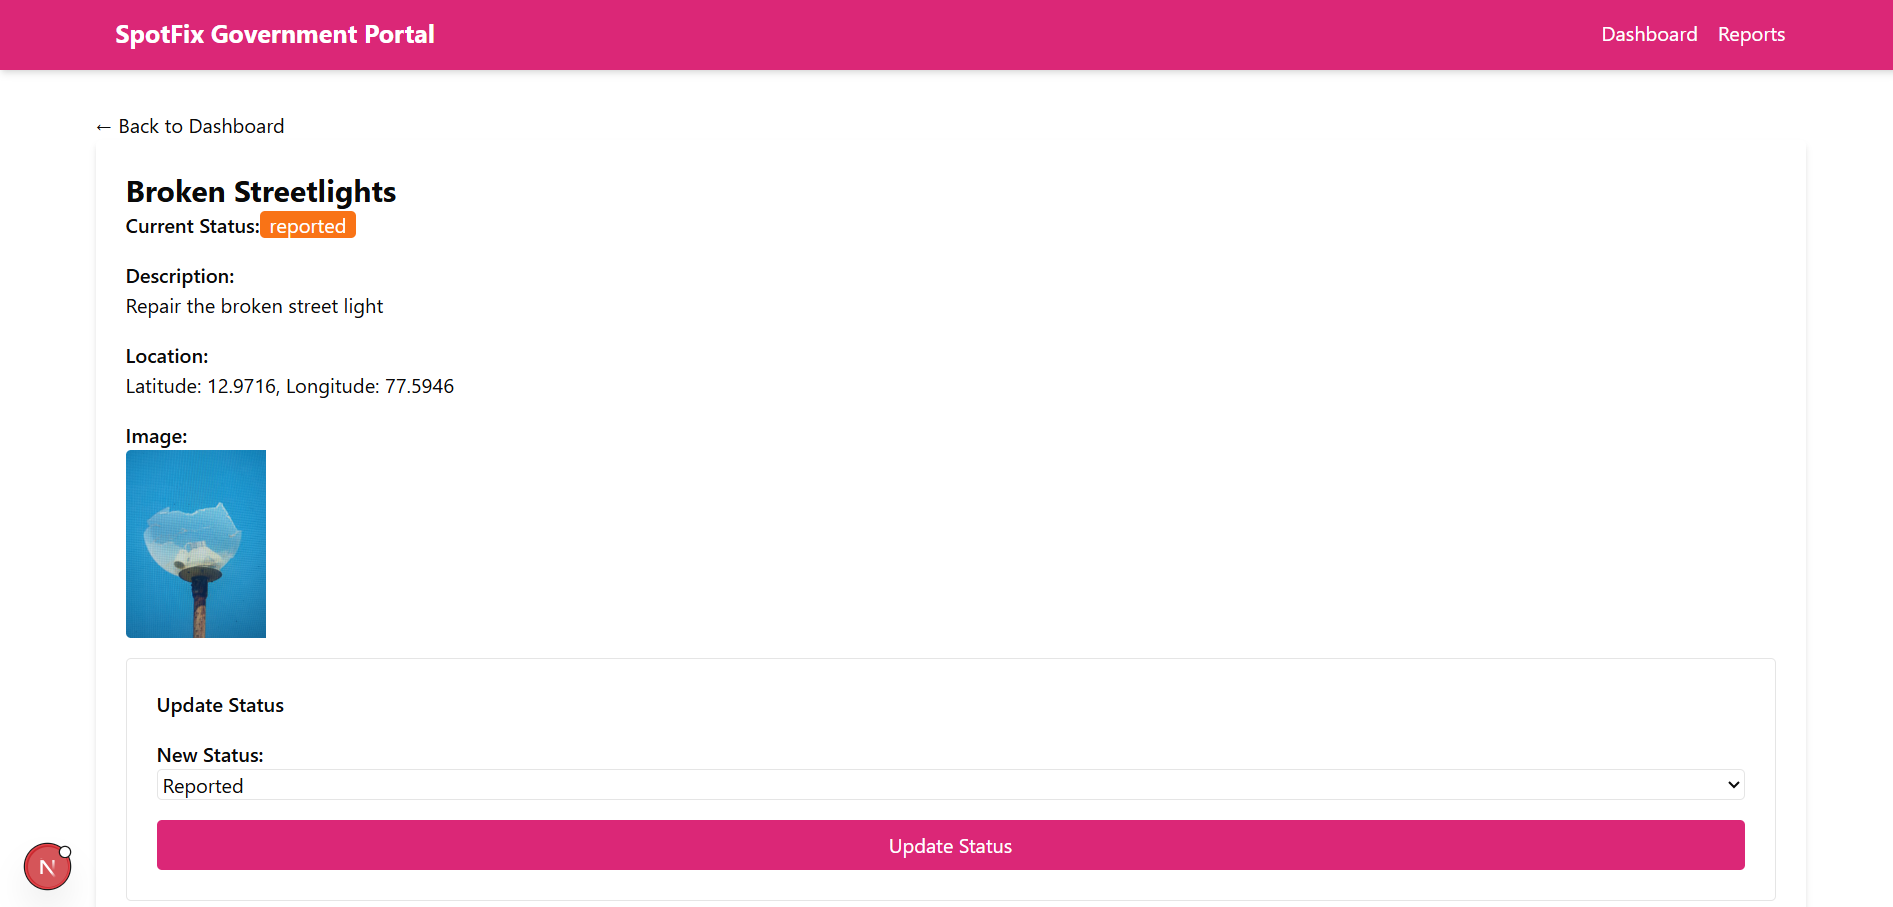 SpotFix Government Portal
Dashboard Reports
← Back to Dashboard
Broken Streetlights
Current Status: reported
Description:
Repair the broken street light
Location:
Latitude: 12.9716, Longitude: 77.5946
Image:
Update Status
New Status:
Reported
Update Status
N